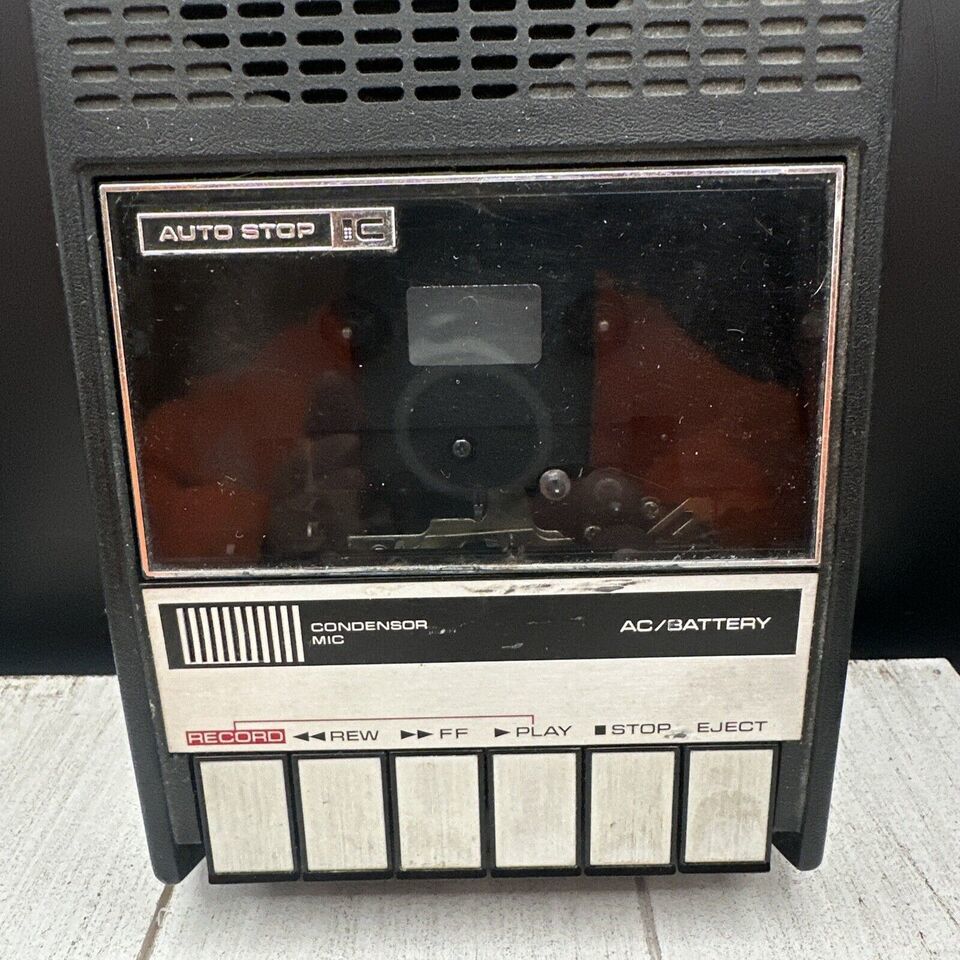 AUTO STOP IC
CONDENSOR
MIC
AC/BATTERY
RECORD ◀◀REW ▶▶FF ▶PLAY ■STOP EJECT